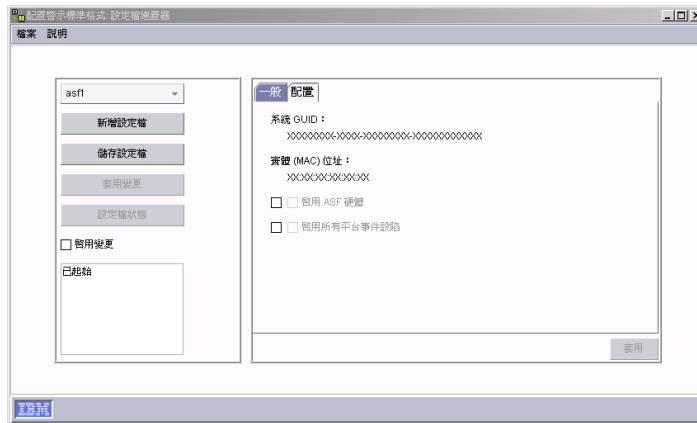 配置警示標準格式: 設定檔建置器
檔案 說明
asf1
新增設定檔
儲存設定檔
套用變更
設定檔狀態
啟用變更
已起始
一般 配置
系統 GUID：
XXXXXXXX-XXXX-XXXXXXXX-XXXXXXXXXXXX
實體 (MAC) 位址：
XX:XX:XX:XX:XX:XX
啟用 ASF 硬體
啟用所有平台事件設陷
套用
IBM